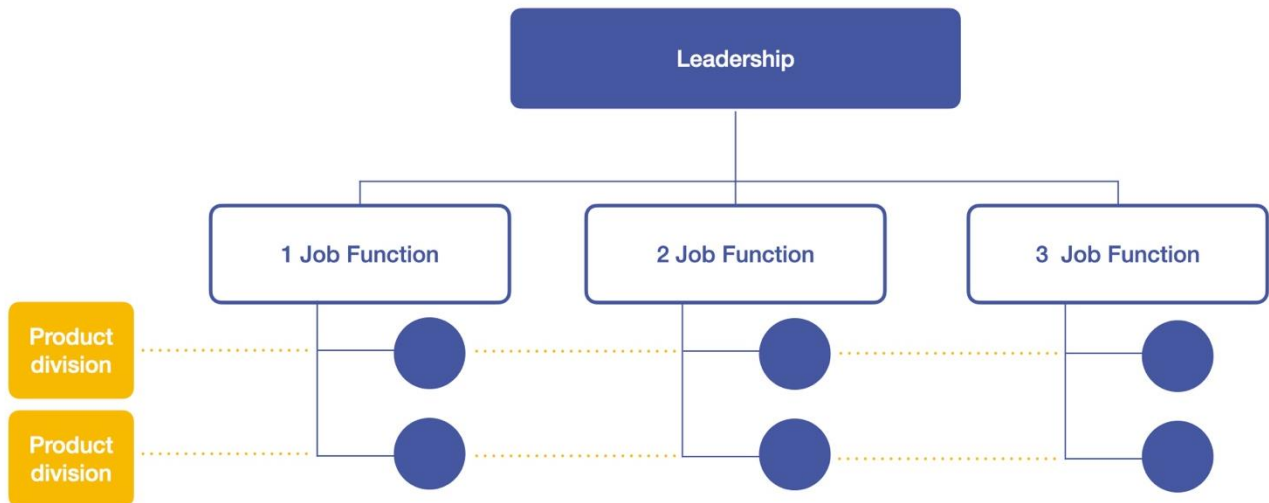 Leadership
1 Job Function
2 Job Function
3  Job Function
Product
division
Product
division